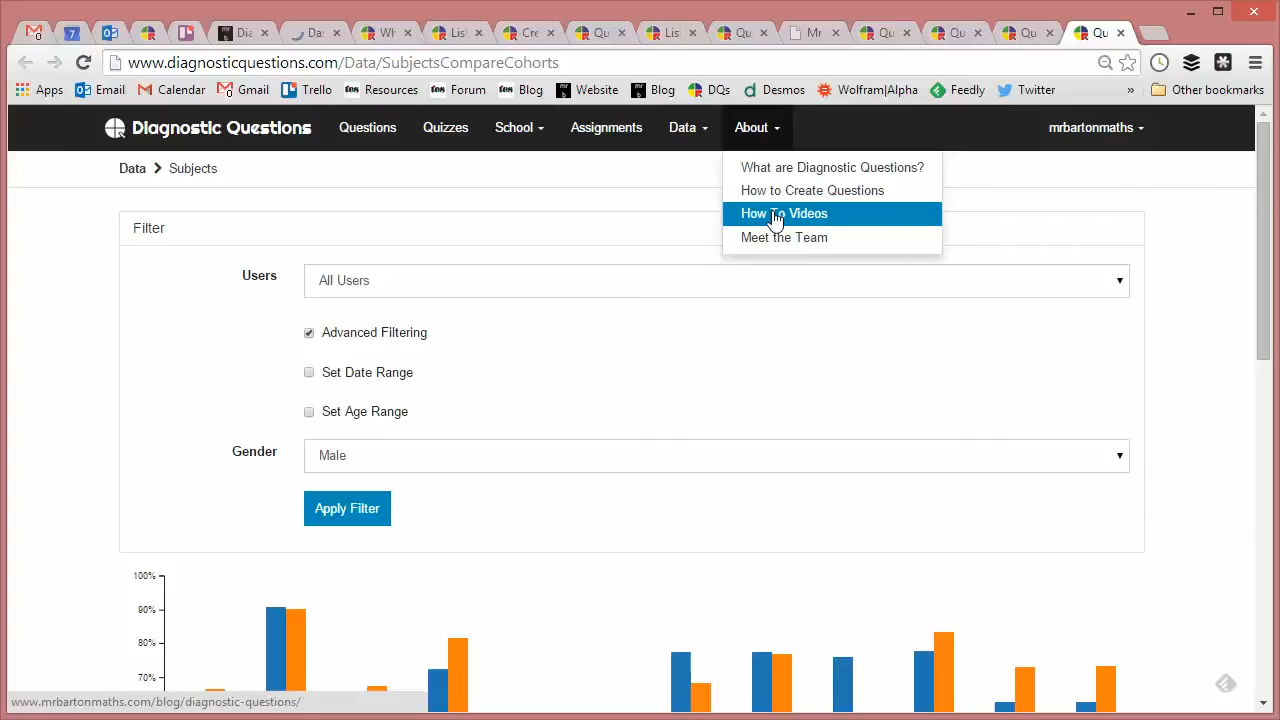 Dia
Da
Wh
Lis
Cre
Qu
Lis
Qu
Mr
Qu
Qu
Qu
Qu
www.diagnosticquestions.com/Data/SubjectsCompareCohorts
Apps Email Calendar Gmail Trello Resources Forum Blog Website Blog DQs Desmos Wolfram|Alpha Feedly Twitter » Other bookmarks
Diagnostic Questions Questions Quizzes School Assignments Data About mrbartonmaths
Data Subjects
What are Diagnostic Questions?
How to Create Questions
How To Videos
Meet the Team
Filter
Users All Users
Advanced Filtering
Set Date Range
Set Age Range
Gender Male
Apply Filter
100%
90%
80%
70%
www.mrbartonmaths.com/blog/diagnostic-questions/